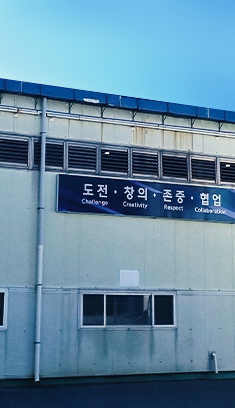 도전 · 창의 · 존중 · 협업
Challenge Creativity Respect Collaboration